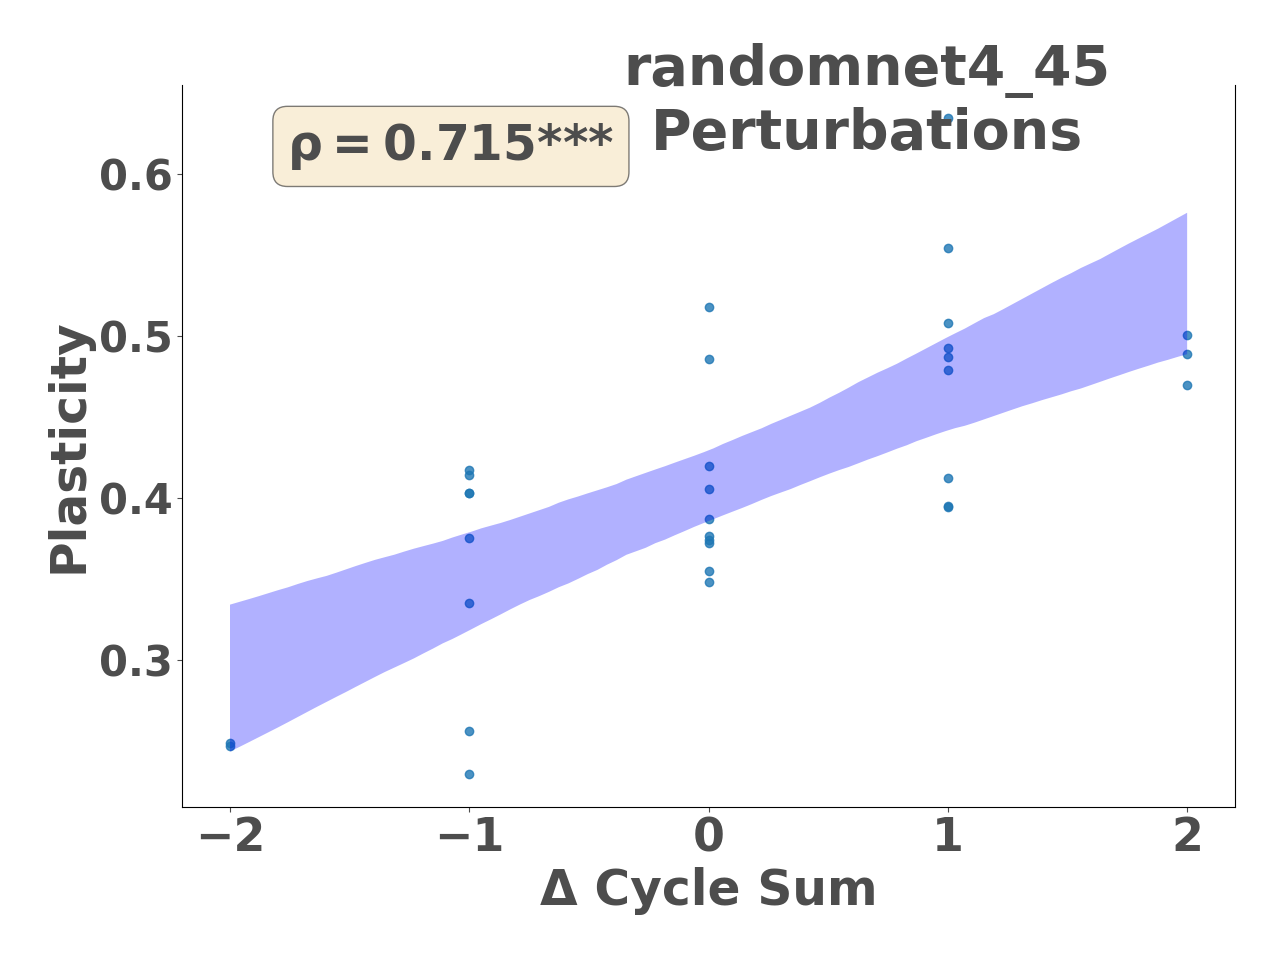 randomnet4_45
Perturbations
ρ = 0.715***
Plasticity
0.6
0.5
0.4
0.3
−2 −1 0 1 2
Δ Cycle Sum